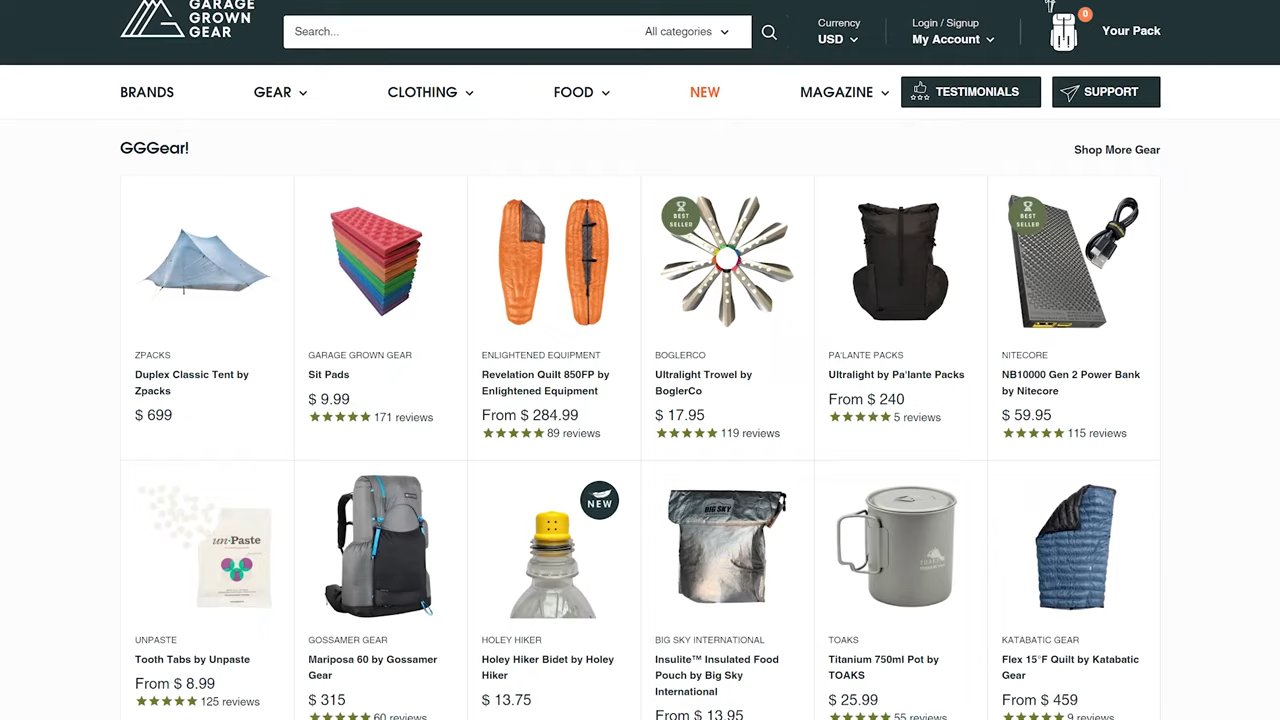 GARAGE
GROWN
GEAR
Search...
All categories
Currency
USD
Login / Signup
My Account
0
Your Pack
BRANDS
GEAR
CLOTHING
FOOD
NEW
MAGAZINE
TESTIMONIALS
SUPPORT
GGGear!
Shop More Gear
ZPACKS
Duplex Classic Tent by
Zpacks
$ 699
GARAGE GROWN GEAR
Sit Pads
$ 9.99
171 reviews
ENLIGHTENED EQUIPMENT
Revelation Quilt 850FP by
Enlightened Equipment
From $ 284.99
89 reviews
BEST
SELLER
BOGLERCO
Ultralight Trowel by
BoglerCo
$ 17.95
119 reviews
PA'LANTE PACKS
Ultralight by Pa'lante Packs
From $ 240
5 reviews
BEST
SELLER
NITECORE
NB10000 Gen 2 Power Bank
by Nitecore
$ 59.95
115 reviews
un·Paste
UNPASTE
Tooth Tabs by Unpaste
From $ 8.99
125 reviews
GOSSAMER GEAR
Mariposa 60 by Gossamer
Gear
$ 315
60 reviews
NEW
HOLEY HIKER
Holey Hiker Bidet by Holey
Hiker
$ 13.75
BIG SKY
BIG SKY INTERNATIONAL
Insulite™ Insulated Food
Pouch by Big Sky
International
From $ 13.95
TOAKS
Titanium 750ml Pot by
TOAKS
$ 25.99
55 reviews
KATABATIC GEAR
Flex 15°F Quilt by Katabatic
Gear
From $ 459
9 reviews